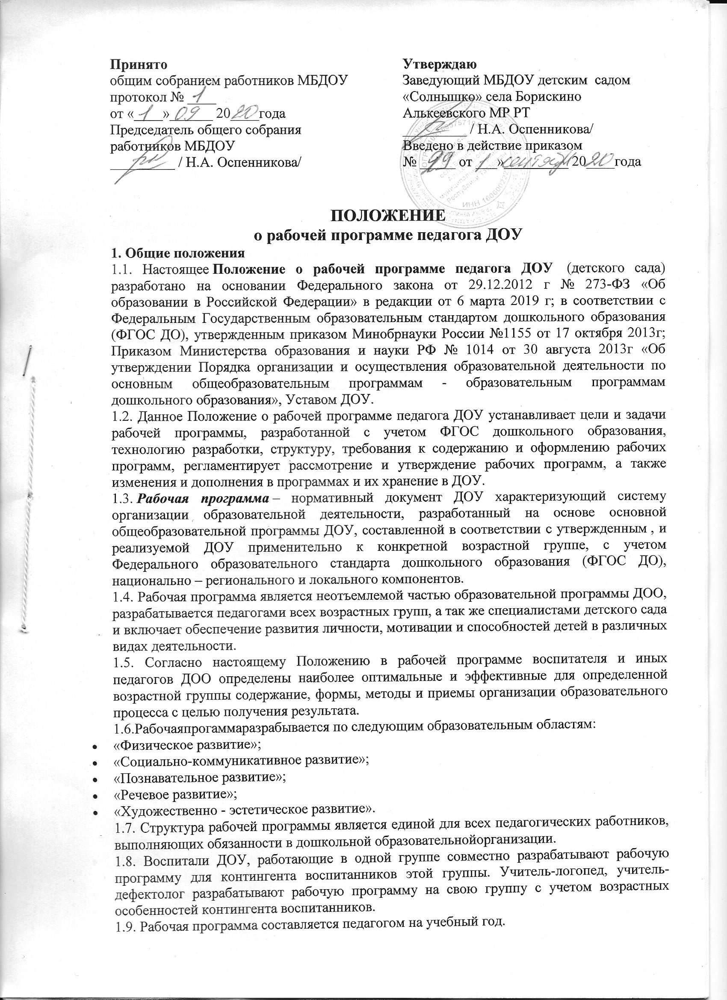 Принято
общим собранием работников МБДОУ
протокол № 1
от «1» 09 2020 года
Председатель общего собрания
работников МБДОУ
/ Н.А. Оспенникова/
Утверждаю
Заведующий МБДОУ детским садом
«Солнышко» села Борискино
Алькеевского МР РТ
/ Н.А. Оспенникова/
Введено в действие приказом
№ 29 от 1 » сентября 2020 года
ИНН 160600222
ПОЛОЖЕНИЕ
о рабочей программе педагога ДОУ
1. Общие положения
1.1. Настоящее Положение о рабочей программе педагога ДОУ (детского сада)
разработано на основании Федерального закона от 29.12.2012 г № 273-ФЗ «Об
образовании в Российской Федерации» в редакции от 6 марта 2019 г; в соответствии с
Федеральным Государственным образовательным стандартом дошкольного образования
(ФГОС ДО), утвержденным приказом Минобрнауки России №1155 от 17 октября 2013г;
Приказом Министерства образования и науки РФ № 1014 от 30 августа 2013г «Об
утверждении Порядка организации и осуществления образовательной деятельности по
основным общеобразовательным программам - образовательным программам
дошкольного образования», Уставом ДОУ.
1.2. Данное Положение о рабочей программе педагога ДОУ устанавливает цели и задачи
рабочей программы, разработанной с учетом ФГОС дошкольного образования,
технологию разработки, структуру, требования к содержанию и оформлению рабочих
программ, регламентирует рассмотрение и утверждение рабочих программ, а также
изменения и дополнения в программах и их хранение в ДОУ.
1.3. Рабочая программа – нормативный документ ДОУ характеризующий систему
организации образовательной деятельности, разработанный на основе основной
общеобразовательной программы ДОУ, составленной в соответствии с утвержденным , и
реализуемой ДОУ применительно к конкретной возрастной группе, с учетом
Федерального образовательного стандарта дошкольного образования (ФГОС ДО),
национально – регионального и локального компонентов.
1.4. Рабочая программа является неотъемлемой частью образовательной программы ДОО,
разрабатывается педагогами всех возрастных групп, а так же специалистами детского сада
и включает обеспечение развития личности, мотивации и способностей детей в различных
видах деятельности.
1.5. Согласно настоящему Положению в рабочей программе воспитателя и иных
педагогов ДОО определены наиболее оптимальные и эффективные для определенной
возрастной группы содержание, формы, методы и приемы организации образовательного
процесса с целью получения результата.
1.6.Рабочаяпрогаммаразрабывается по следующим образовательным областям:
• «Физическое развитие»;
• «Социально-коммуникативное развитие»;
• «Познавательное развитие»;
• «Речевое развитие»;
• «Художественно - эстетическое развитие».
1.7. Структура рабочей программы является единой для всех педагогических работников,
выполняющих обязанности в дошкольной образовательнойорганизации.
1.8. Воспитали ДОУ, работающие в одной группе совместно разрабатывают рабочую
программу для контингента воспитанников этой группы. Учитель-логопед, учитель-
дефектолог разрабатывают рабочую программу на свою группу с учетом возрастных
особенностей контингента воспитанников.
1.9. Рабочая программа составляется педагогом на учебный год.